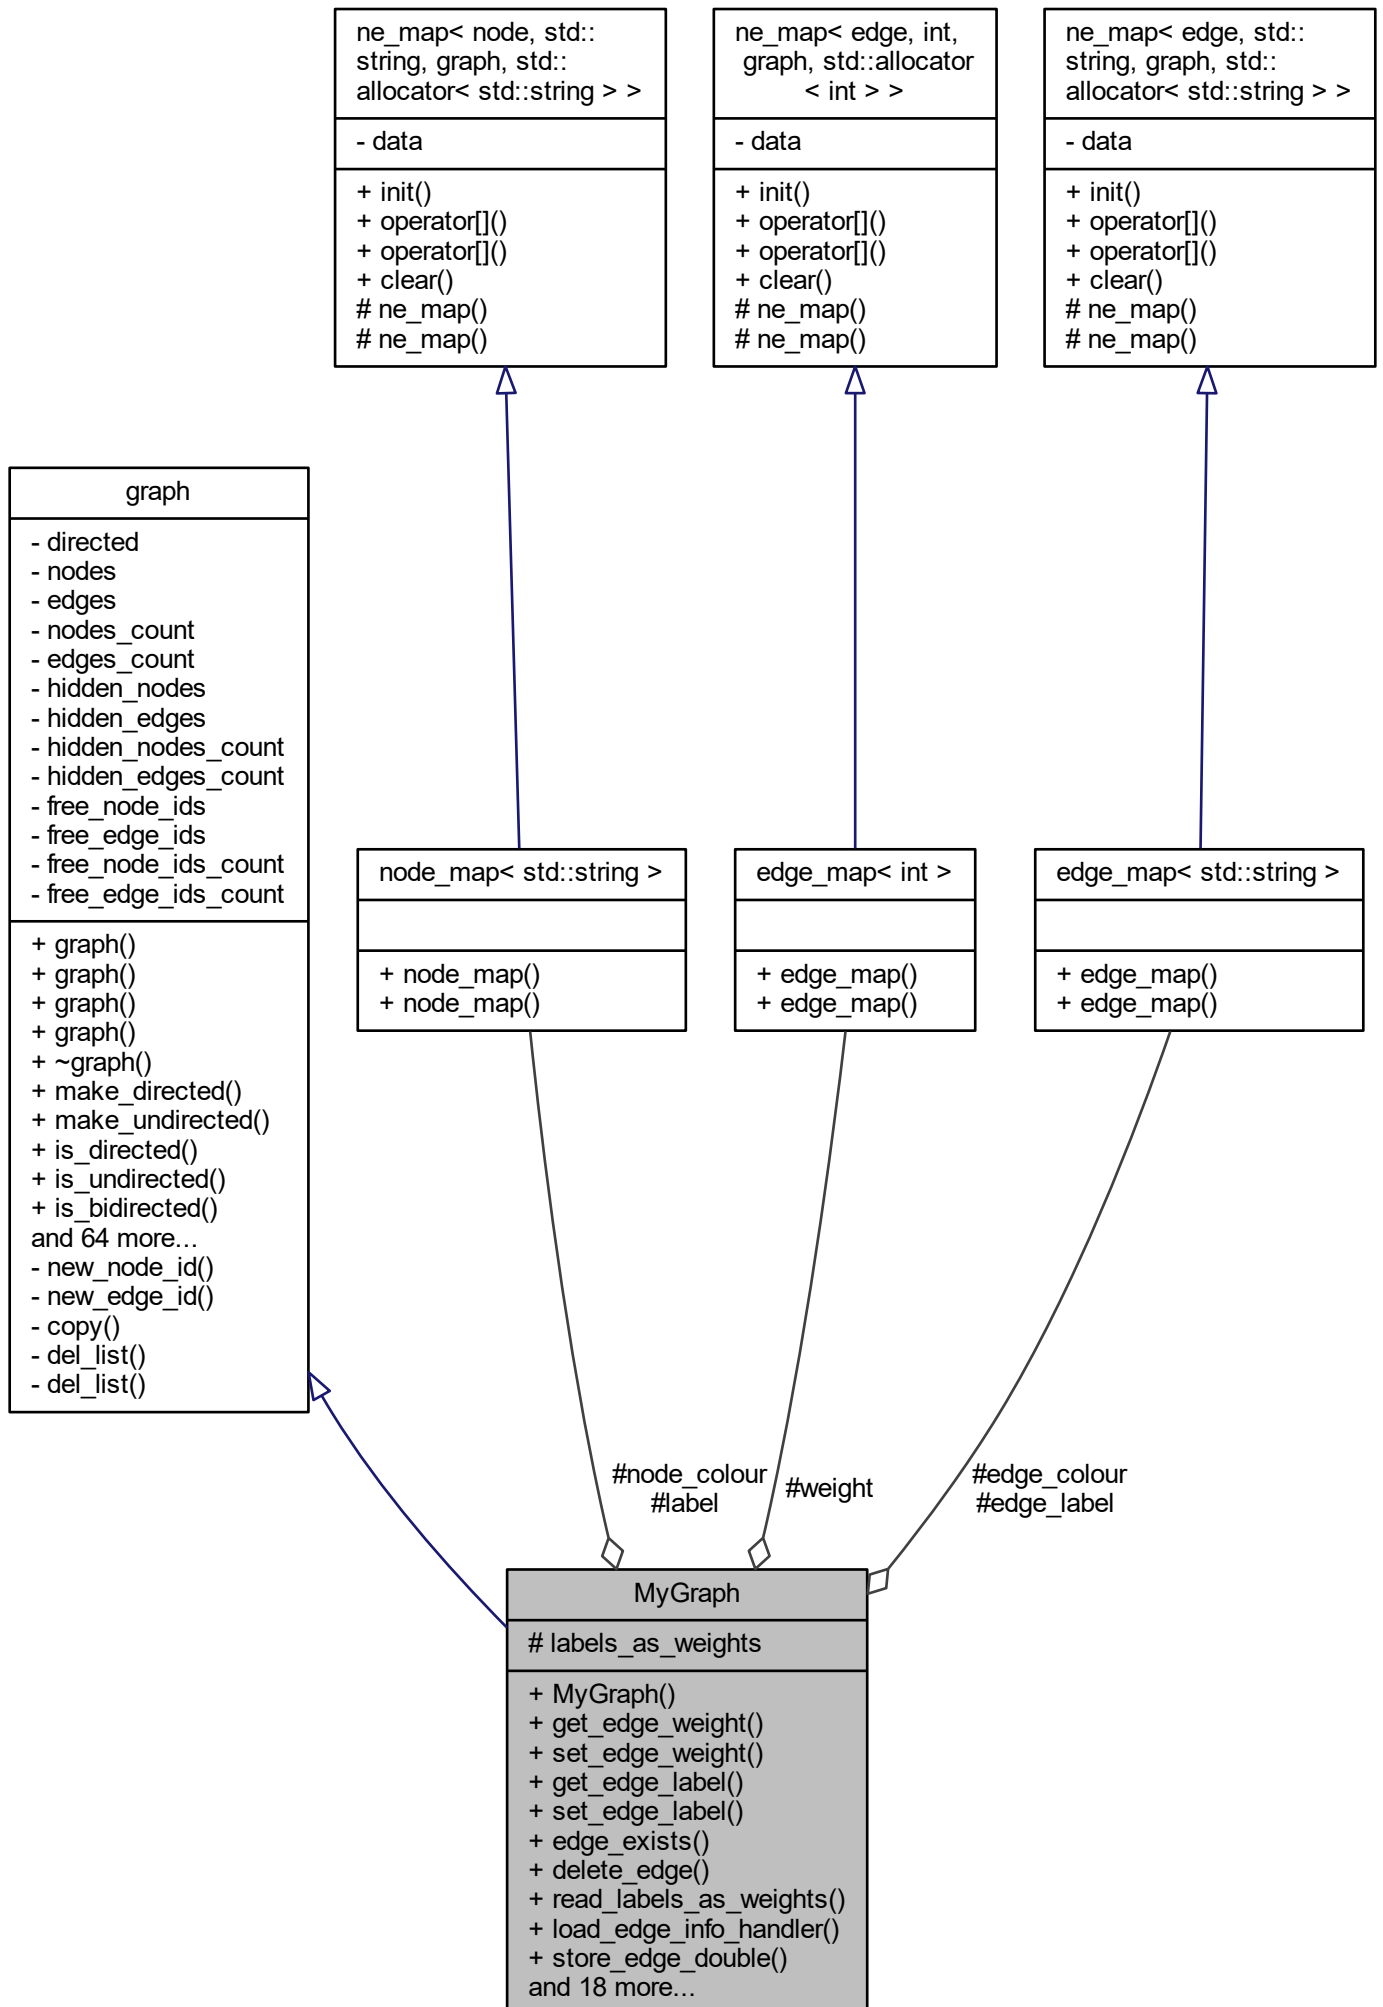 ne_map< node, std::
string, graph, std::
allocator< std::string > >
- data
+ init()
+ operator[]()
+ operator[]()
+ clear()
# ne_map()
# ne_map()
ne_map< edge, int,
graph, std::allocator
< int > >
- data
+ init()
+ operator[]()
+ operator[]()
+ clear()
# ne_map()
# ne_map()
ne_map< edge, std::
string, graph, std::
allocator< std::string > >
- data
+ init()
+ operator[]()
+ operator[]()
+ clear()
# ne_map()
# ne_map()
graph
- directed
- nodes
- edges
- nodes_count
- edges_count
- hidden_nodes
- hidden_edges
- hidden_nodes_count
- hidden_edges_count
- free_node_ids
- free_edge_ids
- free_node_ids_count
- free_edge_ids_count
+ graph()
+ graph()
+ graph()
+ graph()
+ ~graph()
+ make_directed()
+ make_undirected()
+ is_directed()
+ is_undirected()
+ is_bidirected()
and 64 more...
- new_node_id()
- new_edge_id()
- copy()
- del_list()
- del_list()
node_map< std::string >
+ node_map()
+ node_map()
edge_map< int >
+ edge_map()
+ edge_map()
edge_map< std::string >
+ edge_map()
+ edge_map()
#node_colour
#label
#weight
#edge_colour
#edge_label
MyGraph
# labels_as_weights
+ MyGraph()
+ get_edge_weight()
+ set_edge_weight()
+ get_edge_label()
+ set_edge_label()
+ edge_exists()
+ delete_edge()
+ read_labels_as_weights()
+ load_edge_info_handler()
+ store_edge_double()
and 18 more...